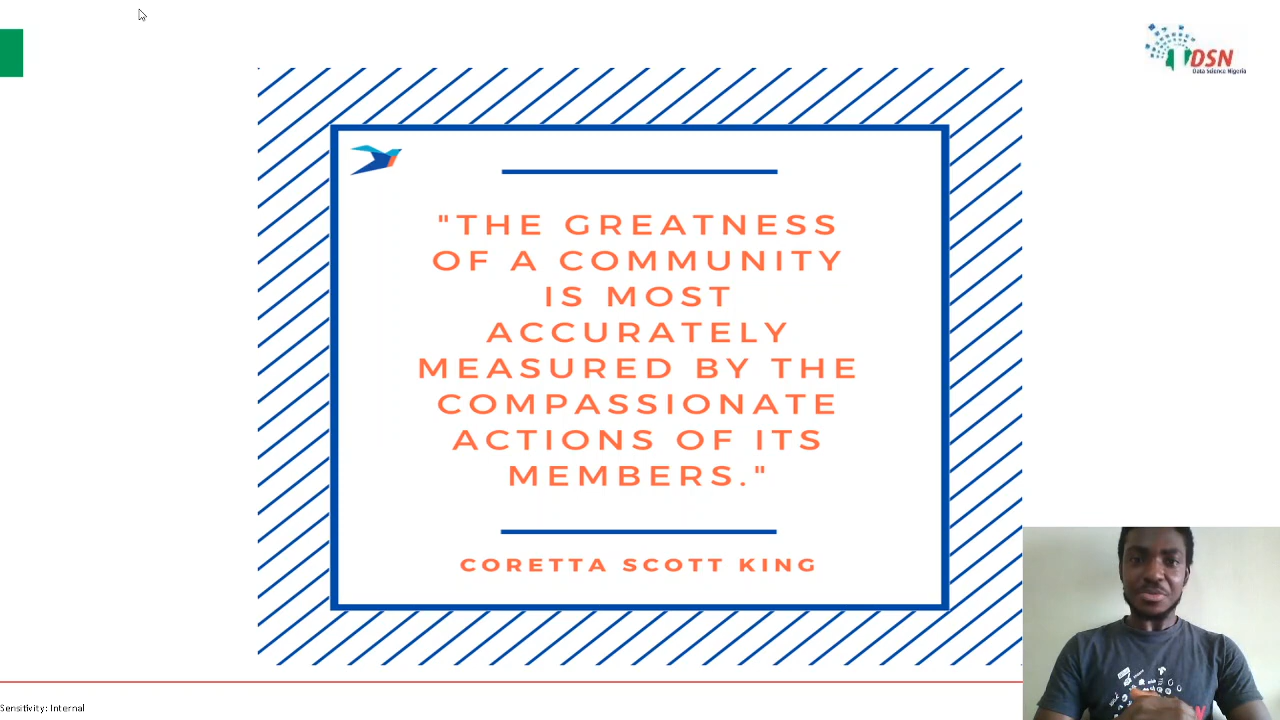 DSN
Data Science Nigeria
"THE GREATNESS
OF A COMMUNITY
IS MOST
ACCURATELY
MEASURED BY THE
COMPASSIONATE
ACTIONS OF ITS
MEMBERS."
CORETTA SCOTT KING
Sensitivity: Internal